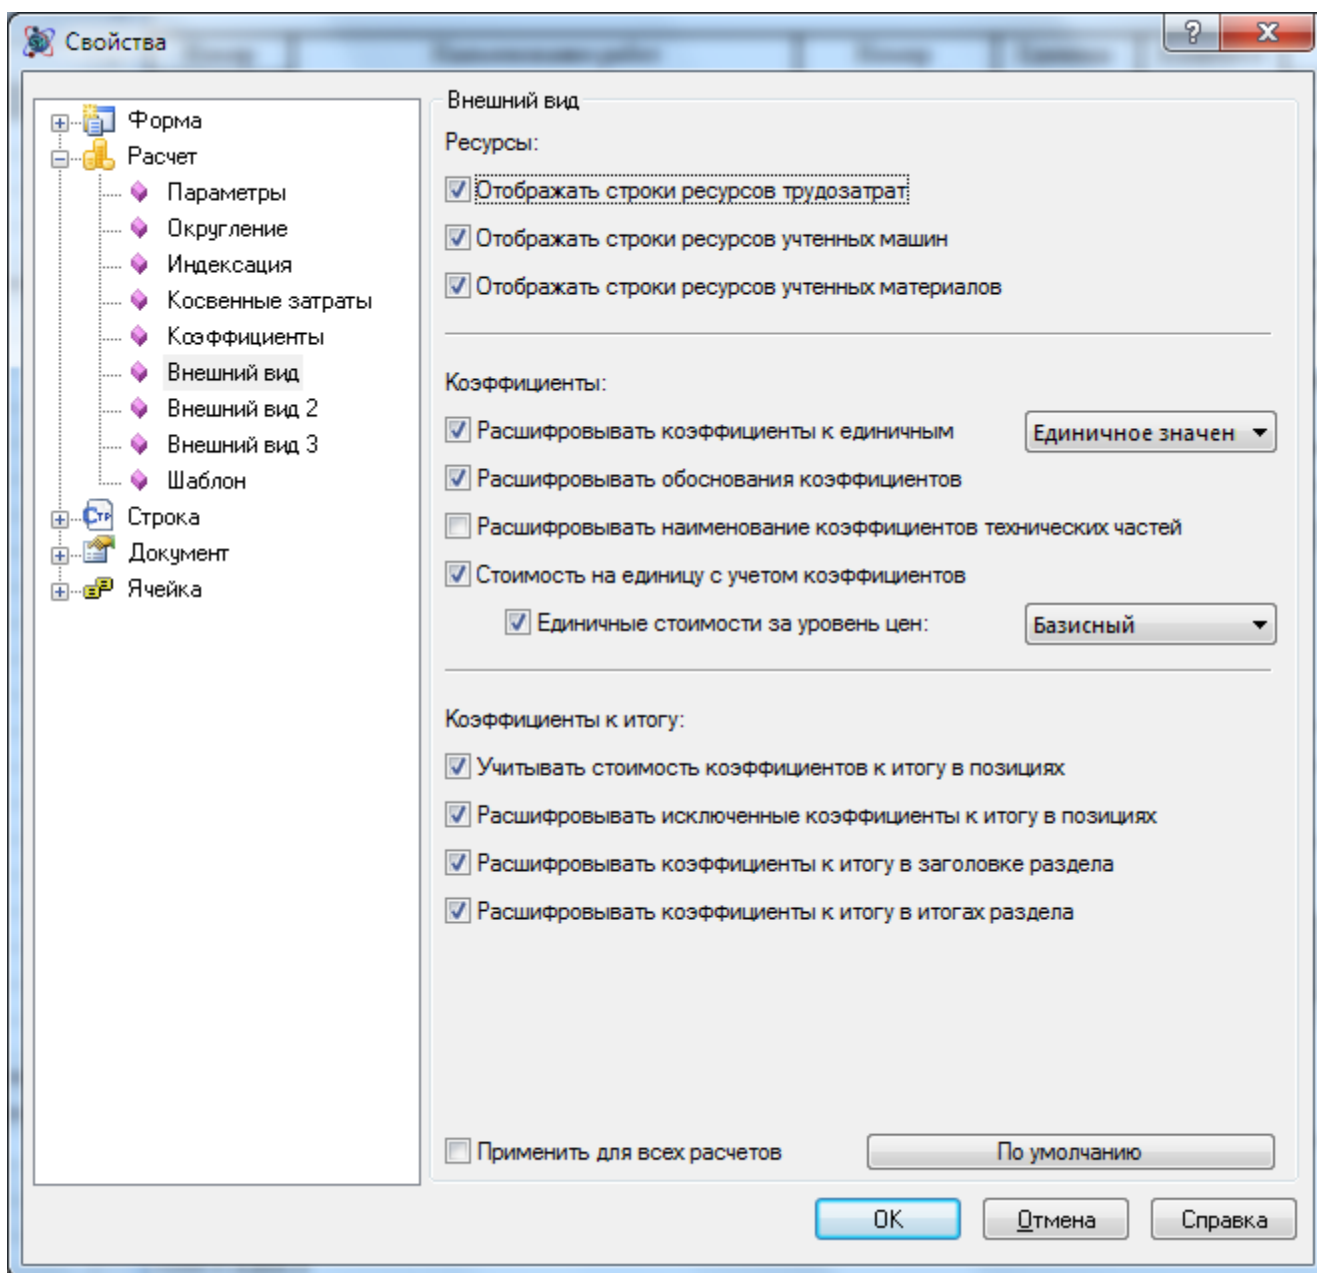 Свойства
Форма
Расчет
Параметры
Округление
Индексация
Косвенные затраты
Коэффициенты
Внешний вид
Внешний вид 2
Внешний вид 3
Шаблон
Строка
Документ
Ячейка
Внешний вид
Ресурсы:
Отображать строки ресурсов трудозатрат
Отображать строки ресурсов учтенных машин
Отображать строки ресурсов учтенных материалов
Коэффициенты:
Расшифровывать коэффициенты к единичным Единичное значен
Расшифровывать обоснования коэффициентов
Расшифровывать наименование коэффициентов технических частей
Стоимость на единицу с учетом коэффициентов
Единичные стоимости за уровень цен: Базисный
Коэффициенты к итогу:
Учитывать стоимость коэффициентов к итогу в позициях
Расшифровывать исключенные коэффициенты к итогу в позициях
Расшифровывать коэффициенты к итогу в заголовке раздела
Расшифровывать коэффициенты к итогу в итогах раздела
Применить для всех расчетов По умолчанию
ОК Отмена Справка